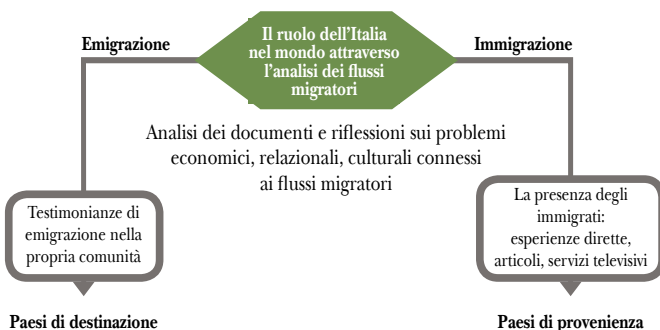 Emigrazione
Il ruolo dell'Italia
nel mondo attraverso
l'analisi dei flussi
migratori
Immigrazione
Analisi dei documenti e riflessioni sui problemi
economici, relazionali, culturali connessi
ai flussi migratori
Testimonianze di
emigrazione nella
propria comunità
La presenza degli
immigrati:
esperienze dirette,
articoli, servizi televisivi
Paesi di destinazione
Paesi di provenienza